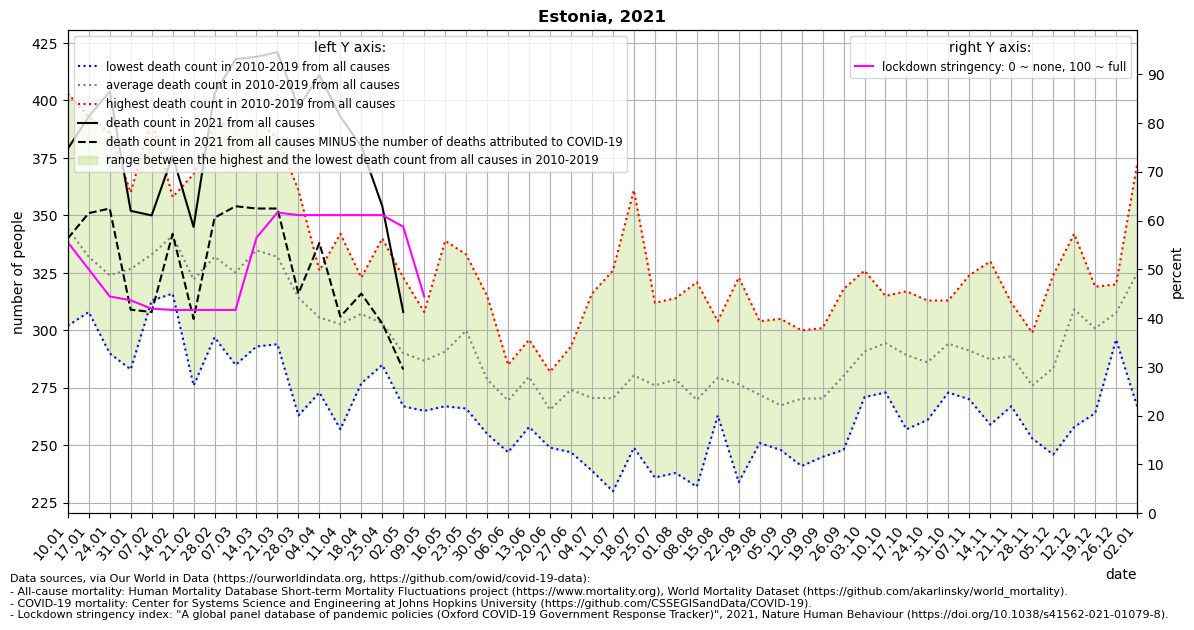 Estonia, 2021
left Y axis:
lowest death count in 2010-2019 from all causes
average death count in 2010-2019 from all causes
highest death count in 2010-2019 from all causes
death count in 2021 from all causes
death count in 2021 from all causes MINUS the number of deaths attributed to COVID-19
range between the highest and the lowest death count from all causes in 2010-2019
right Y axis:
lockdown stringency: 0 ~ none, 100 ~ full
number of people
425
400
375
350
325
300
275
250
225
percent
90
80
70
60
50
40
30
20
10
0
10.01 17.01 24.01 31.01 07.02 14.02 21.02 28.02 07.03 14.03 21.03 28.03 04.04 11.04 18.04 25.04 02.05 09.05 16.05 23.05 30.05 06.06 13.06 20.06 27.06 04.07 11.07 18.07 25.07 01.08 08.08 15.08 22.08 29.08 05.09 12.09 19.09 26.09 03.10 10.10 17.10 24.10 31.10 07.11 14.11 21.11 28.11 05.12 12.12 19.12 26.12 02.01
date
Data sources, via Our World in Data (https://ourworldindata.org, https://github.com/owid/covid-19-data):
- All-cause mortality: Human Mortality Database Short-term Mortality Fluctuations project (https://www.mortality.org), World Mortality Dataset (https://github.com/akarlinsky/world_mortality).
- COVID-19 mortality: Center for Systems Science and Engineering at Johns Hopkins University (https://github.com/CSSEGISandData/COVID-19).
- Lockdown stringency index: "A global panel database of pandemic policies (Oxford COVID-19 Government Response Tracker)", 2021, Nature Human Behaviour (https://doi.org/10.1038/s41562-021-01079-8).